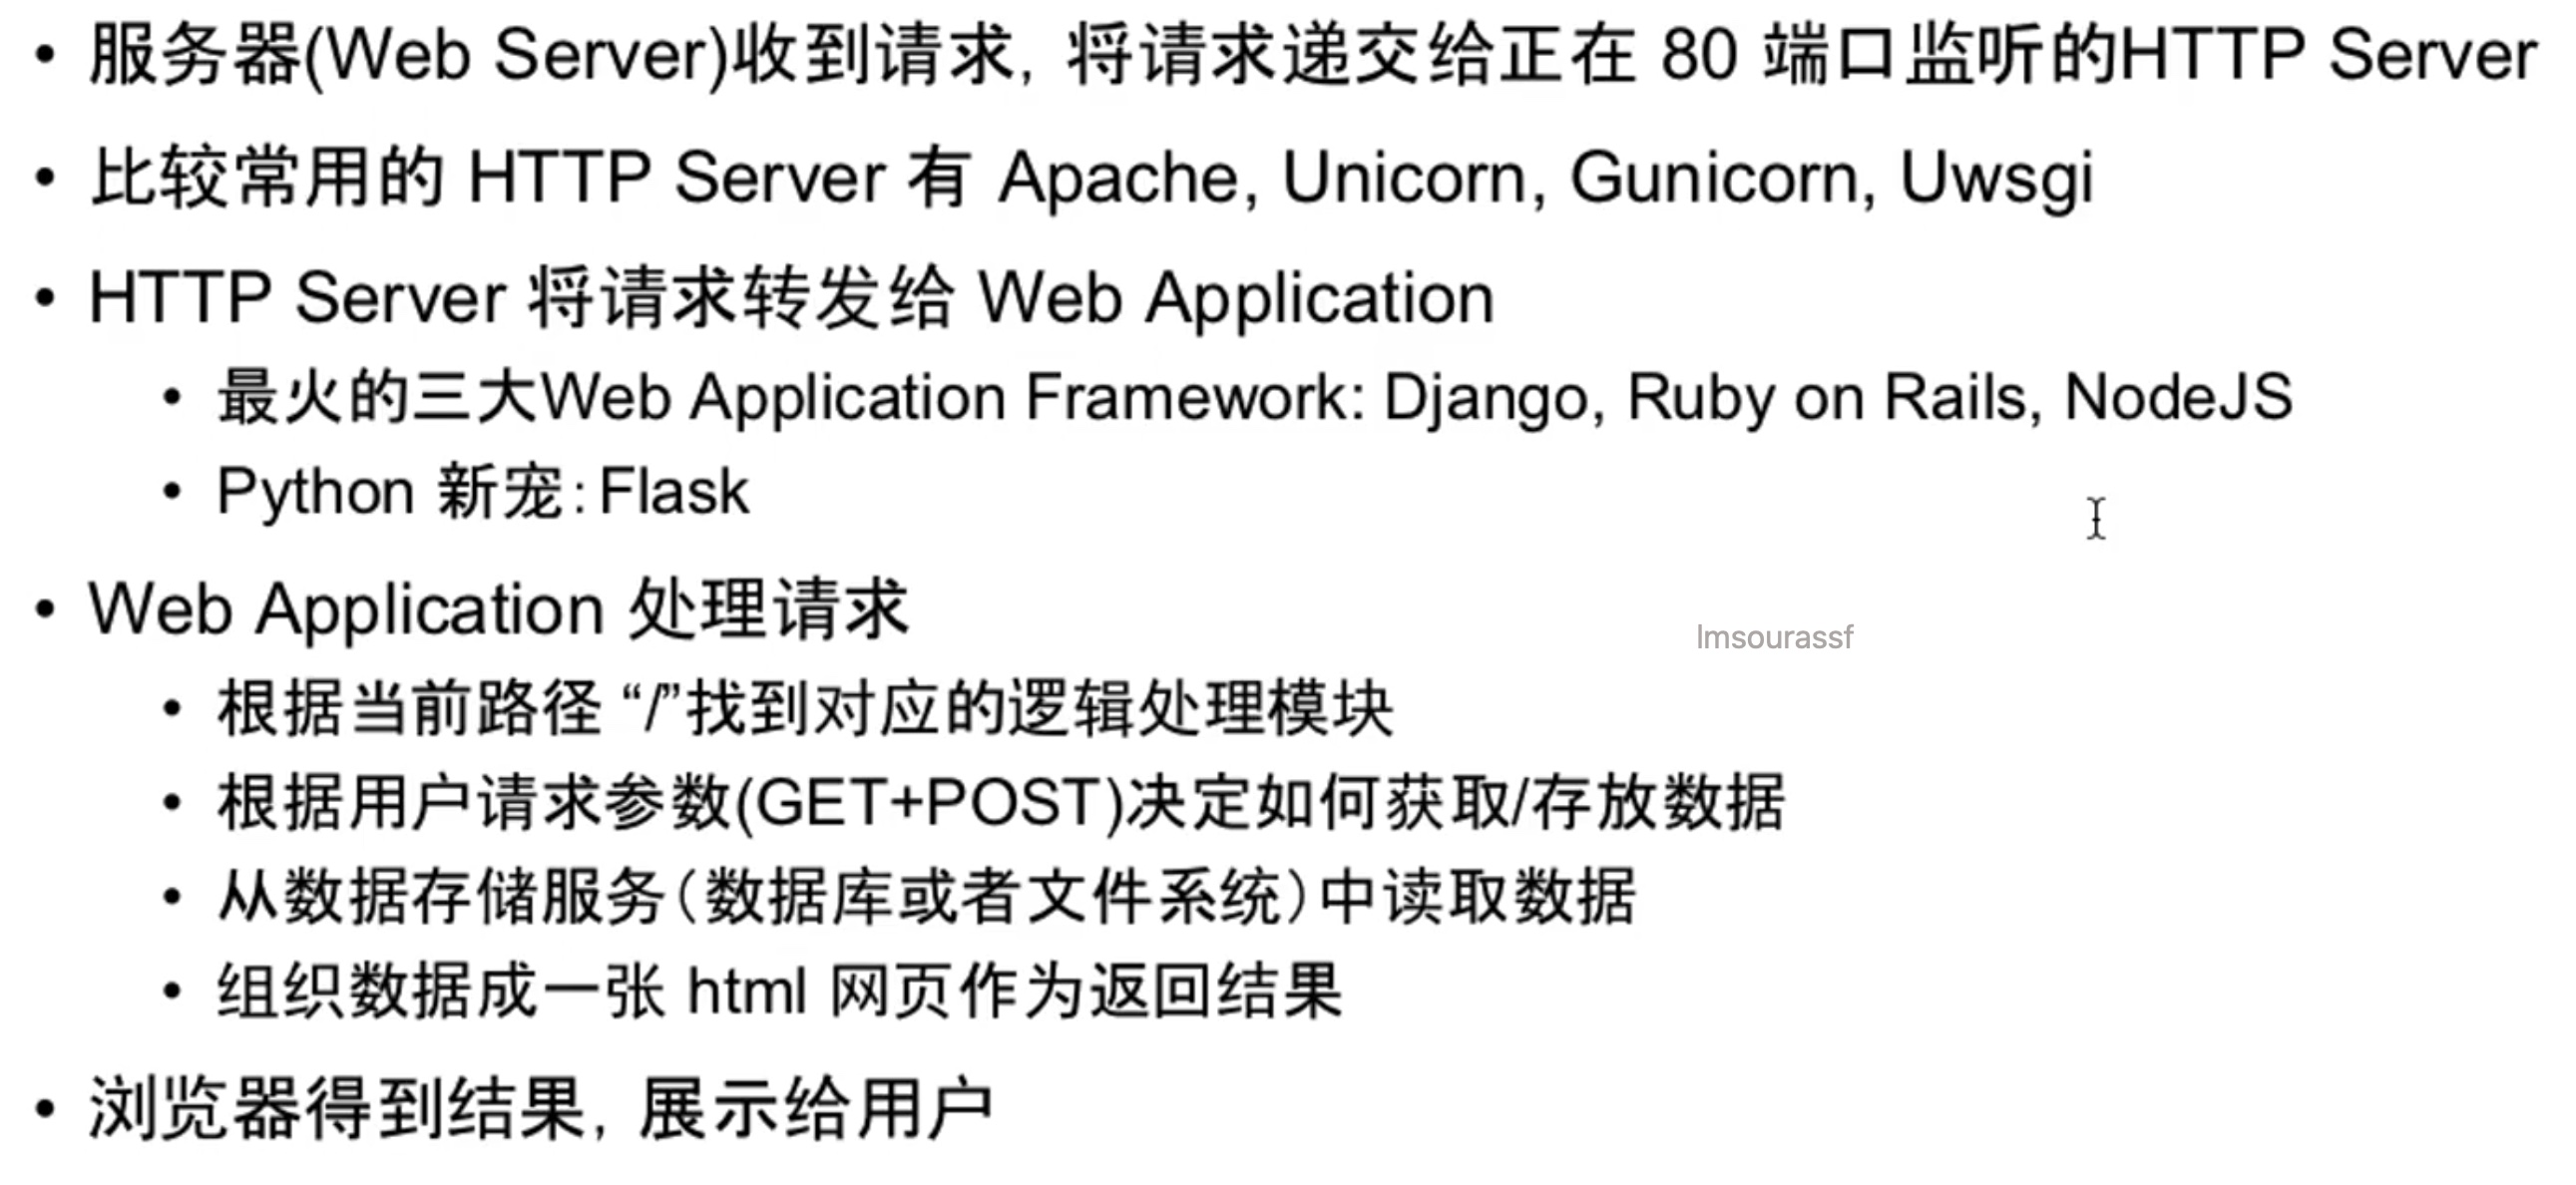 • 服务器(Web Server)收到请求, 将请求递交给正在 80 端口监听的HTTP Server
• 比较常用的 HTTP Server 有 Apache, Unicorn, Gunicorn, Uwsgi
• HTTP Server 将请求转发给 Web Application
• 最火的三大Web Application Framework: Django, Ruby on Rails, NodeJS
• Python 新宠: Flask
• Web Application 处理请求
lmsourassf
• 根据当前路径 “/”找到对应的逻辑处理模块
• 根据用户请求参数(GET+POST)决定如何获取/存放数据
• 从数据存储服务(数据库或者文件系统)中读取数据
• 组织数据成一张 html 网页作为返回结果
• 浏览器得到结果, 展示给用户